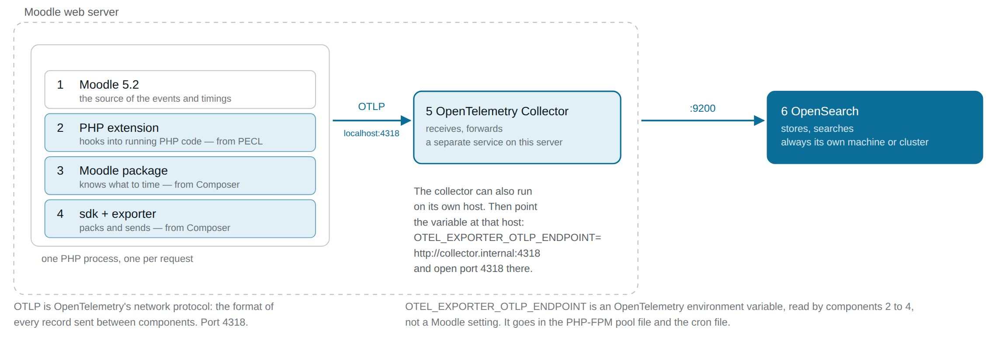 Moodle web server
1 Moodle 5.2
the source of the events and timings
2 PHP extension
hooks into running PHP code — from PECL
3 Moodle package
knows what to time — from Composer
4 sdk + exporter
packs and sends — from Composer
one PHP process, one per request
OTLP
localhost:4318
5 OpenTelemetry Collector
receives, forwards
a separate service on this server
The collector can also run
on its own host. Then point
the variable at that host:
OTEL_EXPORTER_OTLP_ENDPOINT=
http://collector.internal:4318
and open port 4318 there.
:9200
6 OpenSearch
stores, searches
always its own machine or cluster
OTLP is OpenTelemetry's network protocol: the format of
every record sent between components. Port 4318.
OTEL_EXPORTER_OTLP_ENDPOINT is an OpenTelemetry environment variable, read by components 2 to 4,
not a Moodle setting. It goes in the PHP-FPM pool file and the cron file.